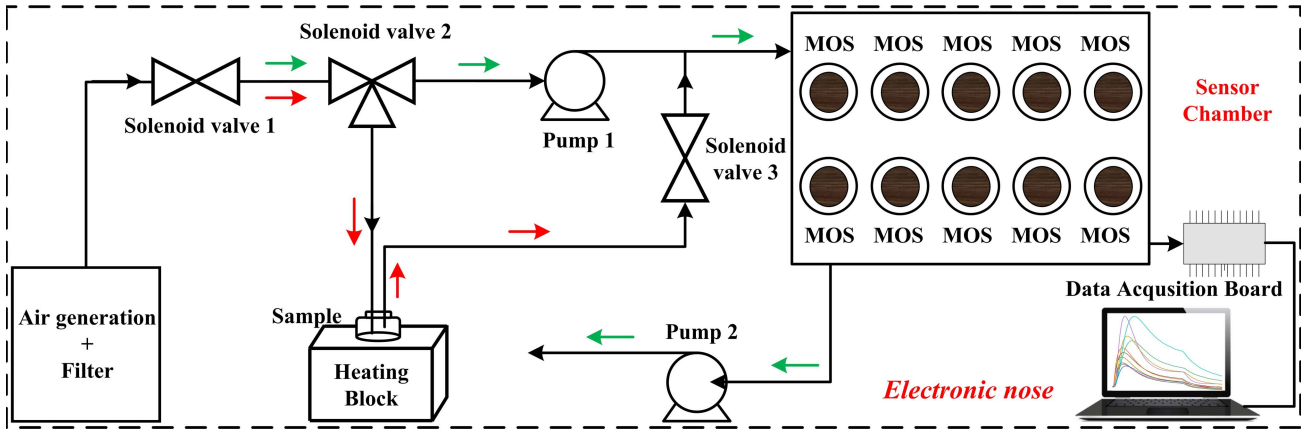 Solenoid valve 2
Solenoid valve 1
Pump 1
Solenoid
valve 3
MOS MOS MOS MOS MOS
MOS MOS MOS MOS MOS
Sensor
Chamber
Air generation
+
Filter
Sample
Heating
Block
Pump 2
Data Acqusition Board
Electronic nose